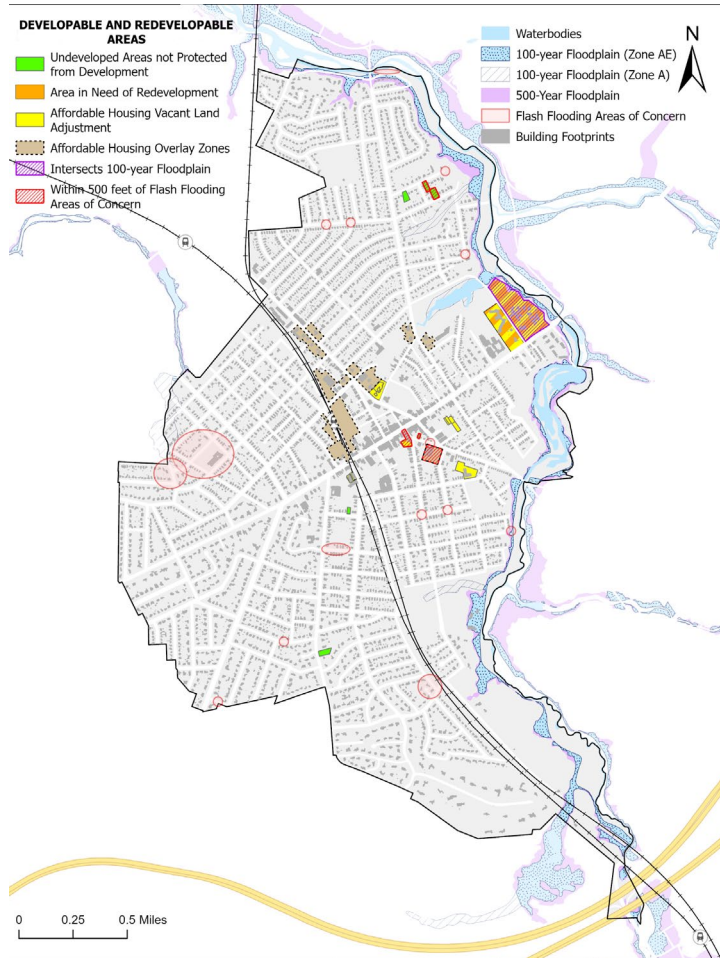 DEVELOPABLE AND REDEVELOPABLE
AREAS
Undeveloped Areas not Protected
from Development
Area in Need of Redevelopment
Affordable Housing Vacant Land
Adjustment
Affordable Housing Overlay Zones
Intersects 100-year Floodplain
Within 500 feet of Flash Flooding
Areas of Concern
Waterbodies
100-year Floodplain (Zone AE)
100-year Floodplain (Zone A)
500-Year Floodplain
Flash Flooding Areas of Concern
Building Footprints
N
0 0.25 0.5 Miles